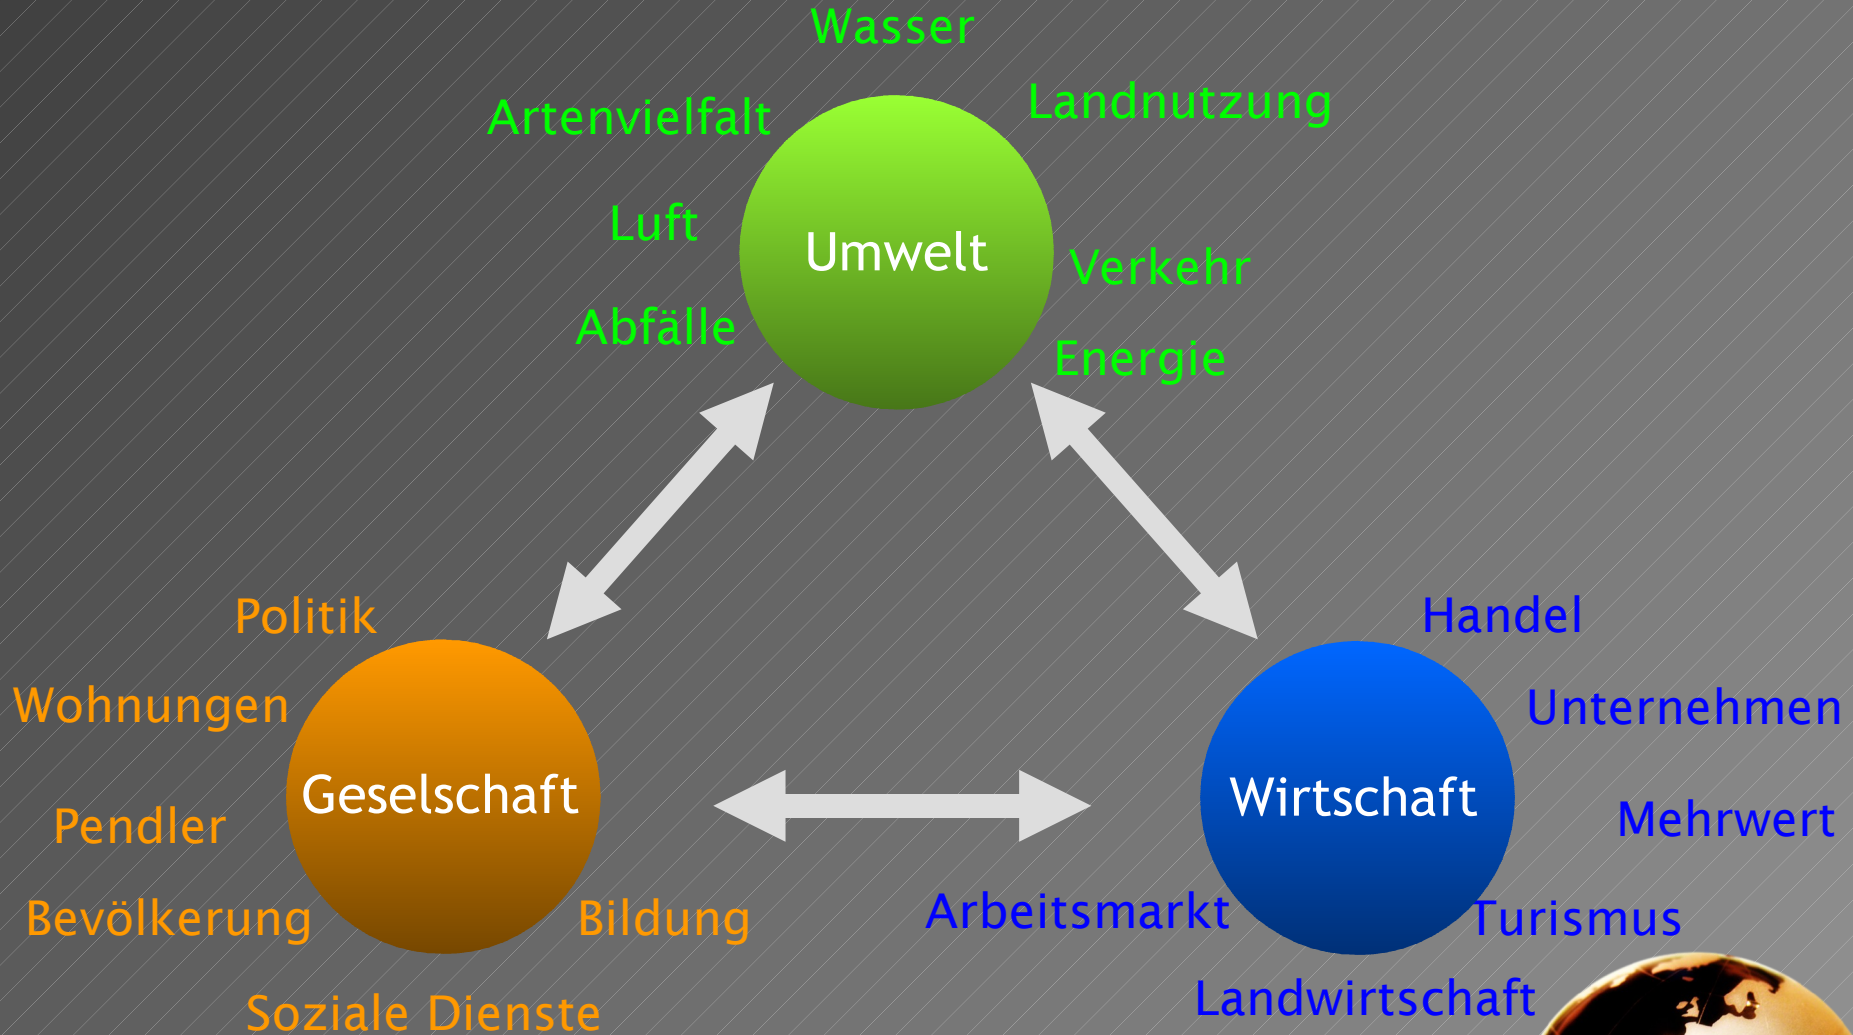 Wasser
Artenvielfalt
Landnutzung
Luft
Umwelt
Verkehr
Abfälle
Energie
Politik
Wohnungen
Geselschaft
Pendler
Bevölkerung
Bildung
Soziale Dienste
Handel
Unternehmen
Wirtschaft
Mehrwert
Arbeitsmarkt
Turismus
Landwirtschaft